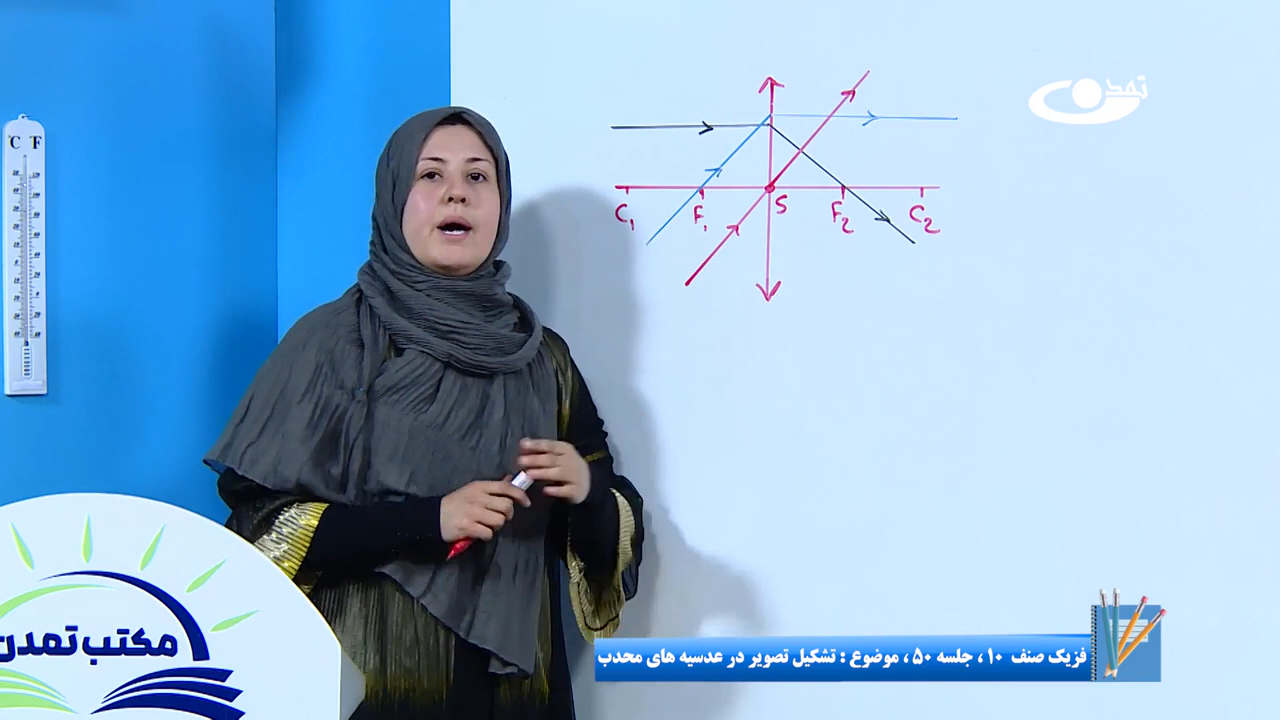 تمدن
C F
C₁ F₁ S F₂ C₂
مکتب تمدن
فزیک صنف ۱۰ ، جلسه ۵۰ ، موضوع : تشکیل تصویر در عدسیه های محدب